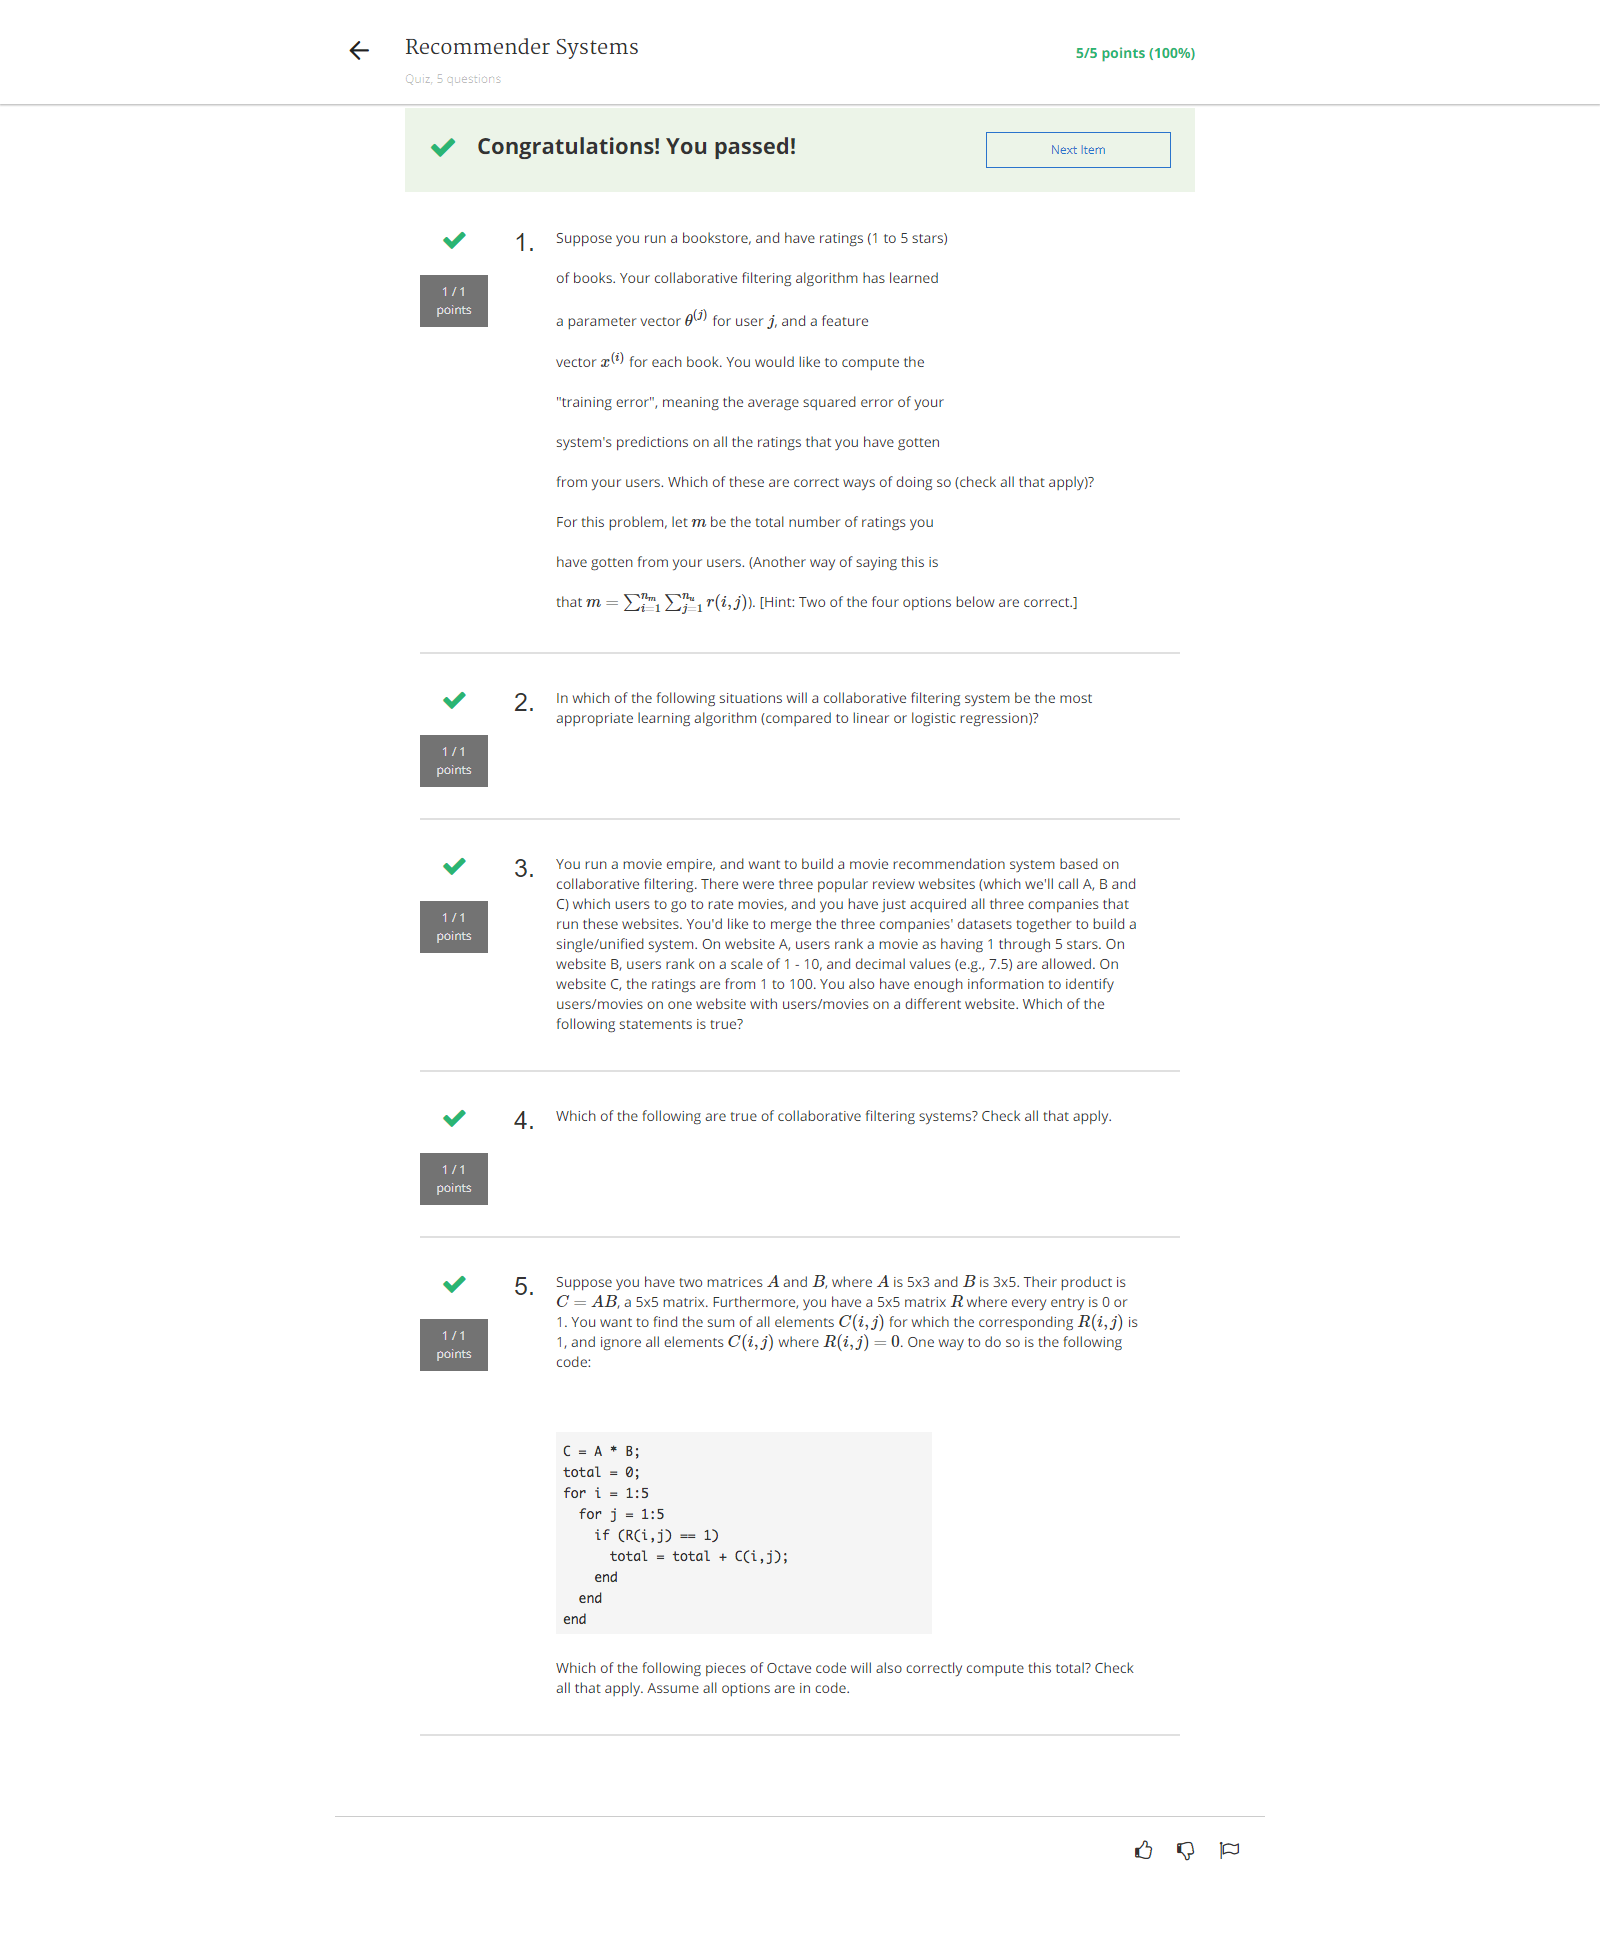 Recommender Systems
5/5 points (100%)
Quiz, 5 questions
Congratulations! You passed!
Next Item
1.
1 / 1
points
Suppose you run a bookstore, and have ratings (1 to 5 stars)
of books. Your collaborative filtering algorithm has learned
a parameter vector θ^(j) for user j, and a feature
vector x^(i) for each book. You would like to compute the
"training error", meaning the average squared error of your
system's predictions on all the ratings that you have gotten
from your users. Which of these are correct ways of doing so (check all that apply)?
For this problem, let m be the total number of ratings you
have gotten from your users. (Another way of saying this is
that m = ∑_{i=1}^{n_m} ∑_{j=1}^{n_u} r(i, j)). [Hint: Two of the four options below are correct.]
2.
1 / 1
points
In which of the following situations will a collaborative filtering system be the most
appropriate learning algorithm (compared to linear or logistic regression)?
3.
1 / 1
points
You run a movie empire, and want to build a movie recommendation system based on
collaborative filtering. There were three popular review websites (which we'll call A, B and
C) which users to go to rate movies, and you have just acquired all three companies that
run these websites. You'd like to merge the three companies' datasets together to build a
single/unified system. On website A, users rank a movie as having 1 through 5 stars. On
website B, users rank on a scale of 1 - 10, and decimal values (e.g., 7.5) are allowed. On
website C, the ratings are from 1 to 100. You also have enough information to identify
users/movies on one website with users/movies on a different website. Which of the
following statements is true?
4.
1 / 1
points
Which of the following are true of collaborative filtering systems? Check all that apply.
5.
1 / 1
points
Suppose you have two matrices A and B, where A is 5x3 and B is 3x5. Their product is
C = AB, a 5x5 matrix. Furthermore, you have a 5x5 matrix R where every entry is 0 or
1. You want to find the sum of all elements C(i, j) for which the corresponding R(i, j) is
1, and ignore all elements C(i, j) where R(i, j) = 0. One way to do so is the following
code:
C = A * B;
total = 0;
for i = 1:5
  for j = 1:5
    if (R(i,j) == 1)
      total = total + C(i,j);
    end
  end
end
Which of the following pieces of Octave code will also correctly compute this total? Check
all that apply. Assume all options are in code.